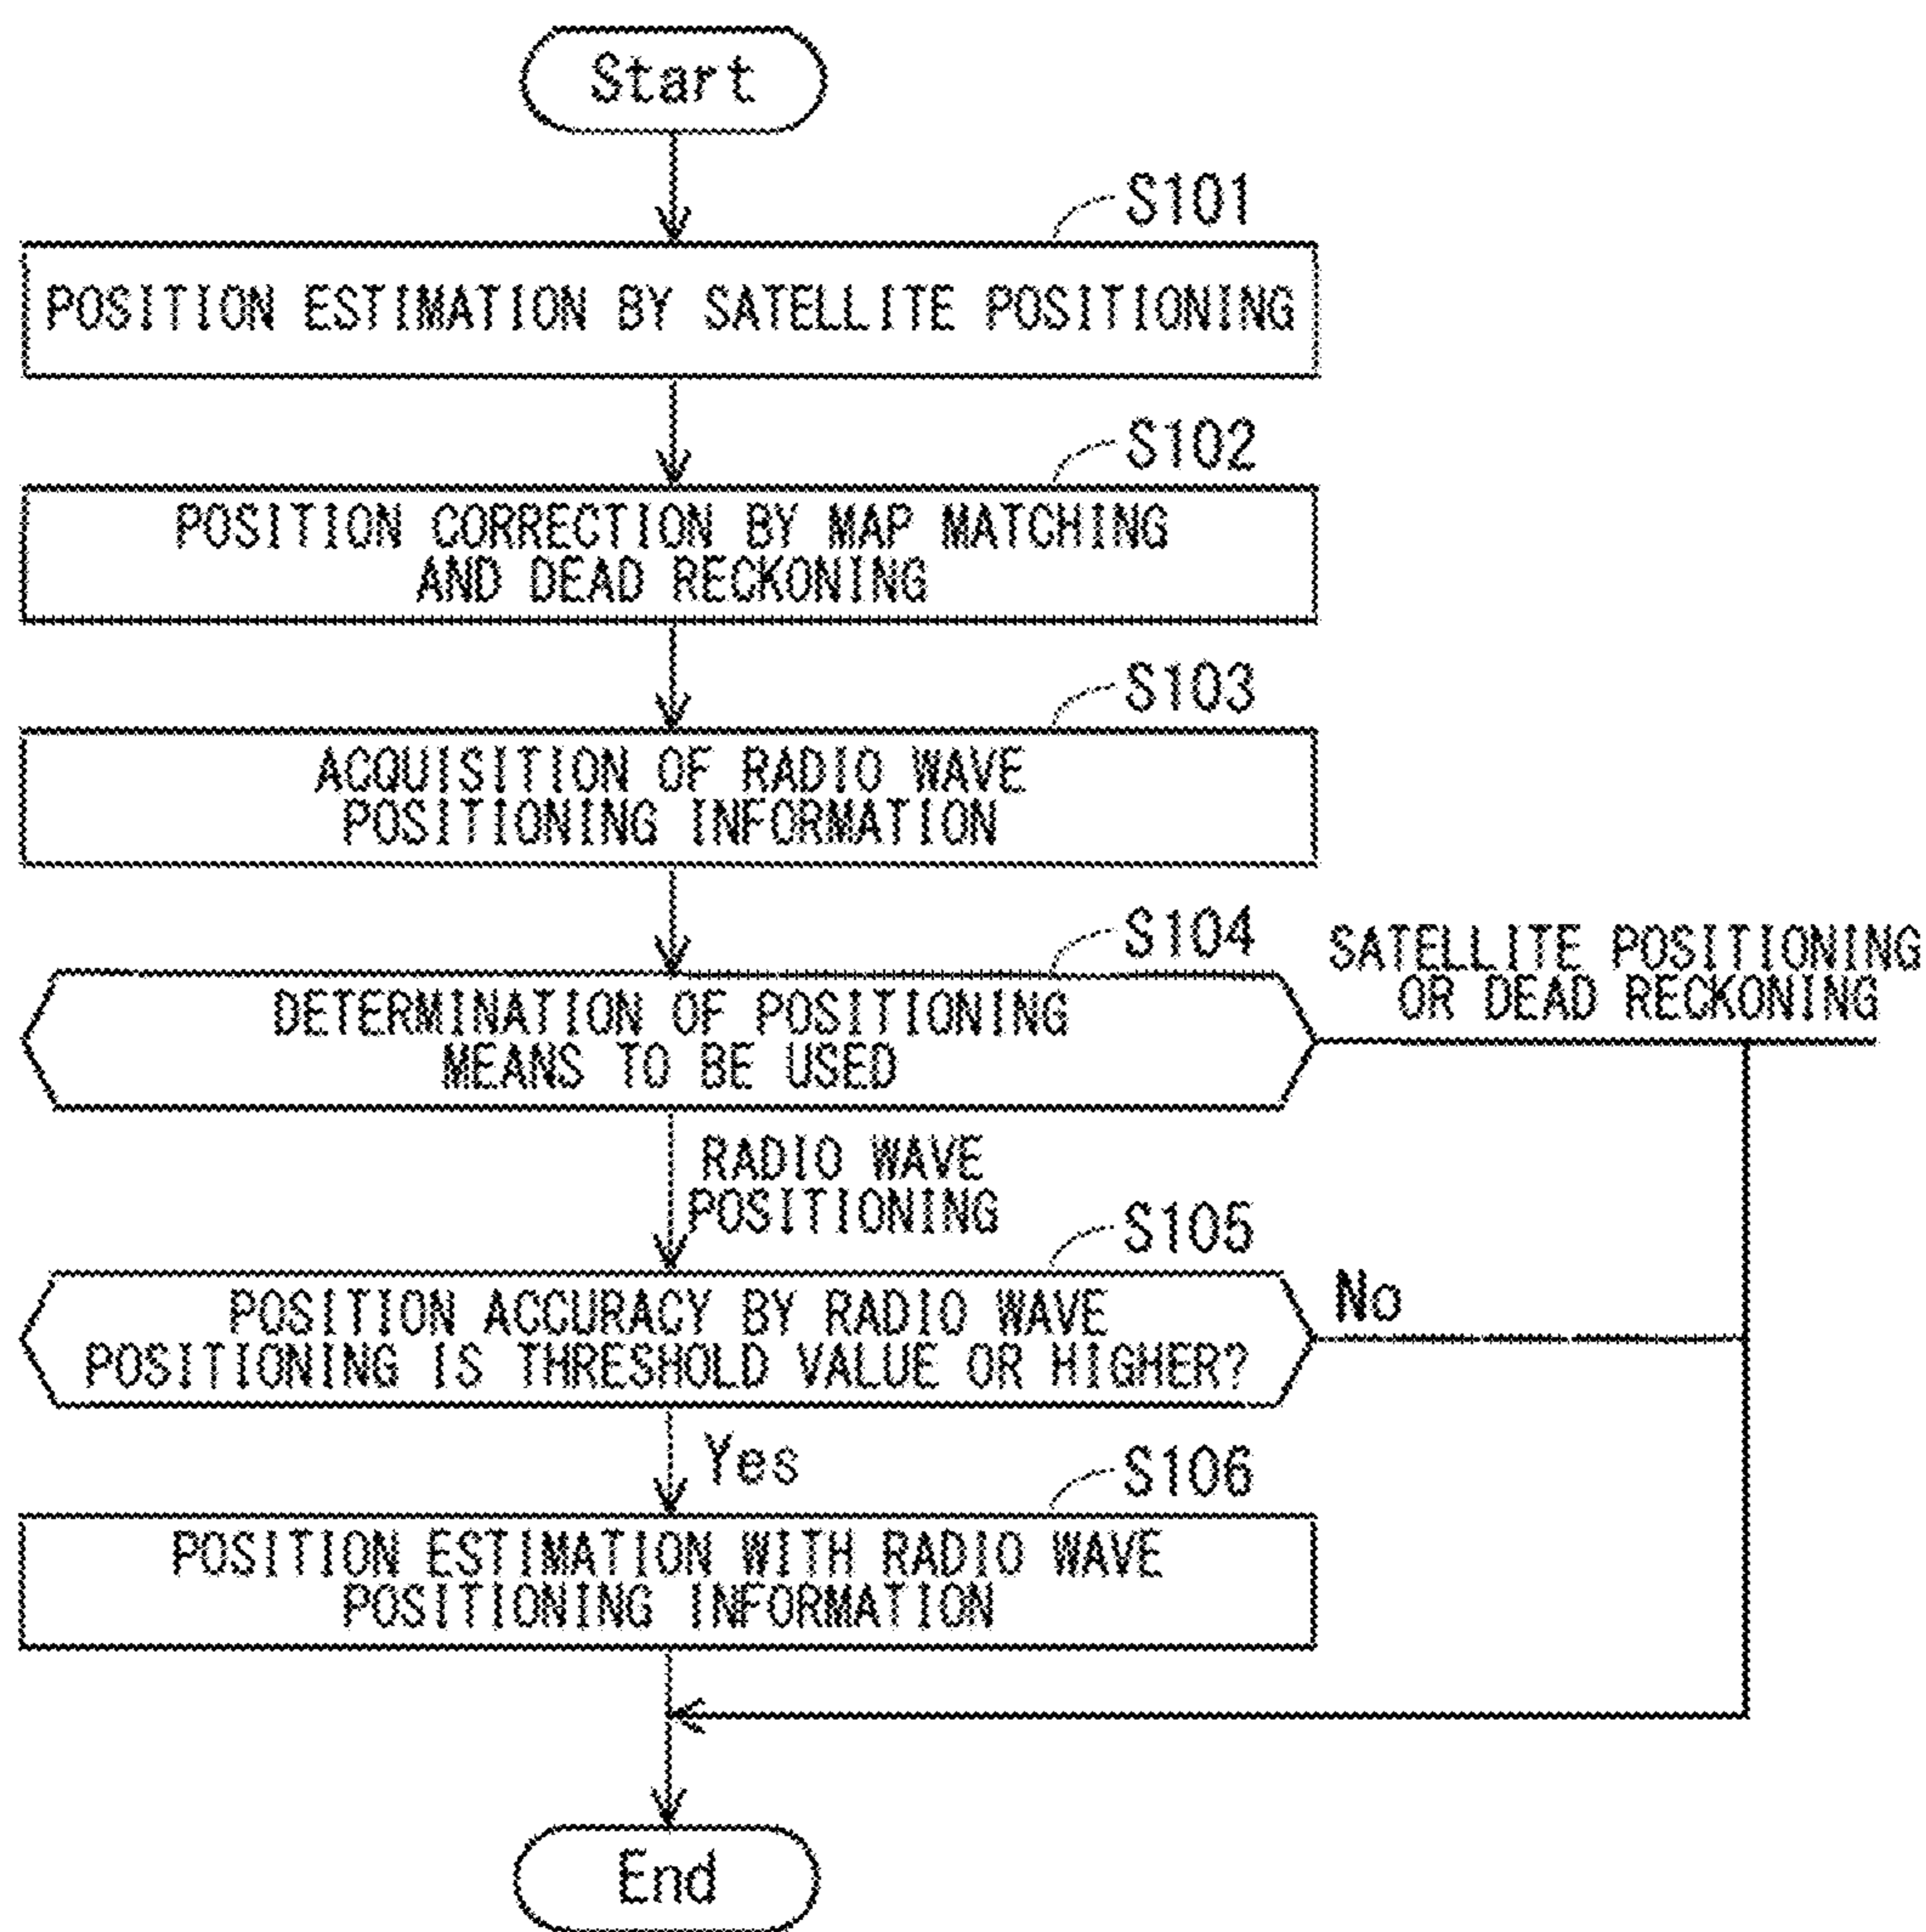 Start
S101
POSITION ESTIMATION BY SATELLITE POSITIONING
S102
POSITION CORRECTION BY MAP MATCHING
AND DEAD RECKONING
S103
ACQUISITION OF RADIO WAVE
POSITIONING INFORMATION
S104
SATELLITE POSITIONING
OR DEAD RECKONING
DETERMINATION OF POSITIONING
MEANS TO BE USED
RADIO WAVE
POSITIONING
S105
POSITION ACCURACY BY RADIO WAVE
POSITIONING IS THRESHOLD VALUE OR HIGHER?
No
Yes
S106
POSITION ESTIMATION WITH RADIO WAVE
POSITIONING INFORMATION
End